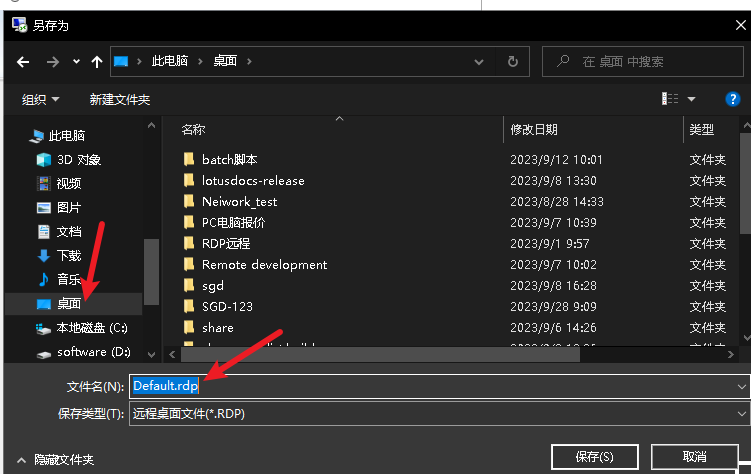 另存为
此电脑 › 桌面 ›
在 桌面 中搜索
组织 新建文件夹
名称 修改日期 类型
此电脑
3D 对象
视频
图片
文档
下载
音乐
桌面
本地磁盘 (C:)
software (D:)
batch脚本 2023/9/12 10:01 文件夹
lotusdocs-release 2023/9/8 13:30 文件夹
Neiwork_test 2023/8/28 14:33 文件夹
PC电脑报价 2023/9/7 10:39 文件夹
RDP远程 2023/9/1 9:57 文件夹
Remote development 2023/9/7 10:02 文件夹
sgd 2023/9/8 16:28 文件夹
SGD-123 2023/9/28 9:09 文件夹
share 2023/9/6 14:26 文件夹
文件名(N): Default.rdp
保存类型(T): 远程桌面文件(*.RDP)
隐藏文件夹 保存(S) 取消